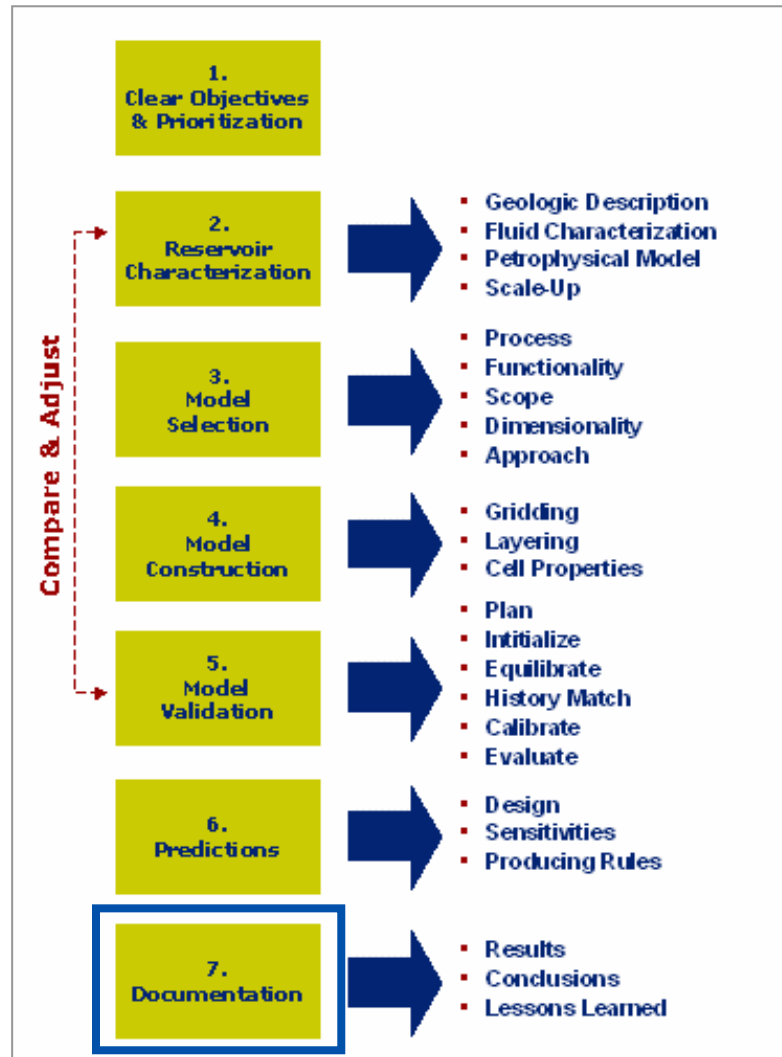 1.
Clear Objectives
& Prioritization
2.
Reservoir
Characterization
▪ Geologic Description
▪ Fluid Characterization
▪ Petrophysical Model
▪ Scale-Up
3.
Model
Selection
▪ Process
▪ Functionality
▪ Scope
▪ Dimensionality
▪ Approach
Compare & Adjust
4.
Model
Construction
▪ Gridding
▪ Layering
▪ Cell Properties
5.
Model
Validation
▪ Plan
▪ Intitialize
▪ Equilibrate
▪ History Match
▪ Calibrate
▪ Evaluate
6.
Predictions
▪ Design
▪ Sensitivities
▪ Producing Rules
7.
Documentation
▪ Results
▪ Conclusions
▪ Lessons Learned